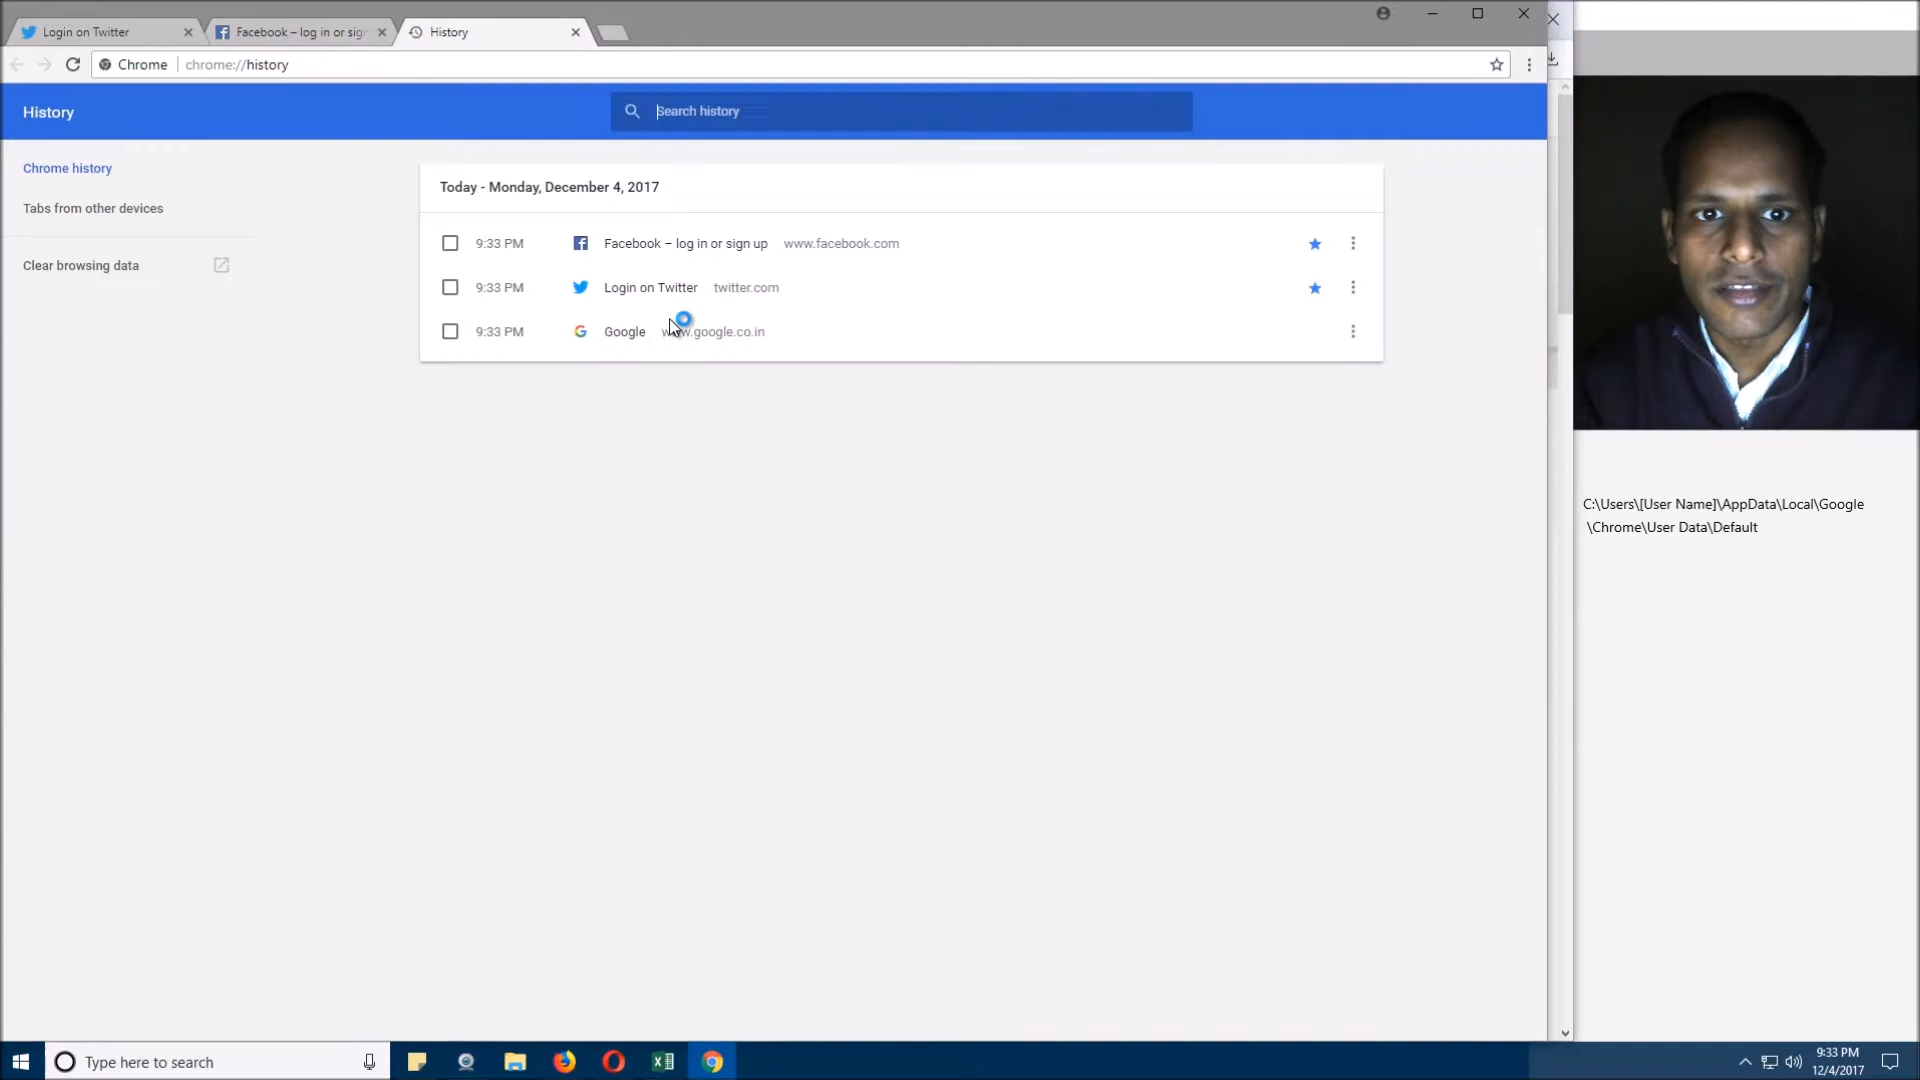 Login on Twitter
Facebook – log in or sign
History
Chrome
chrome://history
History
Search history
Chrome history
Tabs from other devices
Clear browsing data
Today - Monday, December 4, 2017
9:33 PM Facebook – log in or sign up www.facebook.com
9:33 PM Login on Twitter twitter.com
9:33 PM Google www.google.co.in
C:\Users\[User Name]\AppData\Local\Google
\Chrome\User Data\Default
Type here to search
9:33 PM
12/4/2017